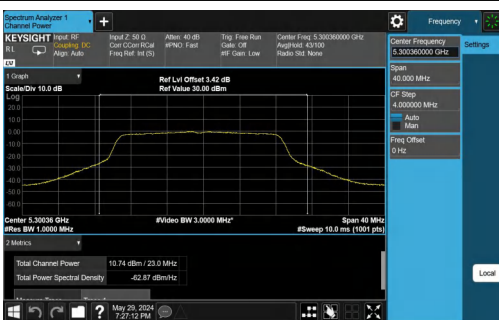 Spectrum Analyzer 1
Channel Power
+
Frequency
KEYSIGHT
RL
Input: RF
Coupling: DC
Align: Auto
Input Z: 50 Ω
Corr CCorr RCal
Freq Ref: Int (S)
Atten: 40 dB
#PNO: Fast
Trig: Free Run
Gate: Off
#IF Gain: Low
Center Freq: 5.300360000 GHz
Avg|Hold: 43/100
Radio Std: None
LXI
Center Frequency
5.300360000 GHz
Settings
Span
40.000 MHz
CF Step
4.000000 MHz
Auto
Man
Freq Offset
0 Hz
Local
1 Graph
Scale/Div 10.0 dB
Ref Lvl Offset 3.42 dB
Ref Value 30.00 dBm
Log
20.0
10.0
0.00
-10.0
-20.0
-30.0
-40.0
-50.0
-60.0
Center 5.30036 GHz
#Res BW 1.0000 MHz
#Video BW 3.0000 MHz*
Span 40 MHz
#Sweep 10.0 ms (1001 pts)
2 Metrics
Total Channel Power 10.74 dBm / 23.0 MHz
Total Power Spectral Density -62.87 dBm/Hz
?
May 29, 2024
7:27:12 PM